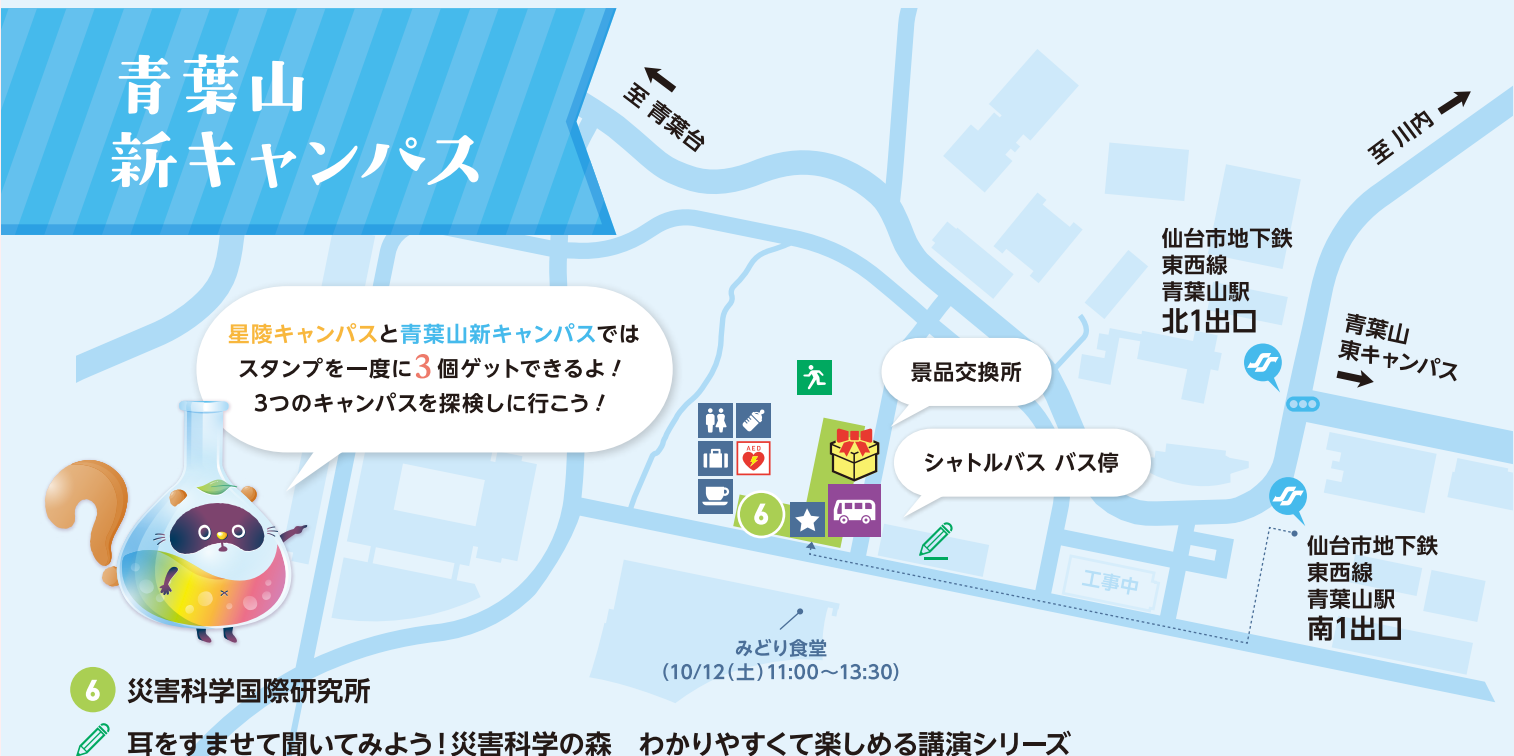 青葉山
新キャンパス
至 青葉台
至 川内
仙台市地下鉄
東西線
青葉山駅
北1出口
青葉山
東キャンパス
星陵キャンパスと青葉山新キャンパスでは
スタンプを一度に3個ゲットできるよ！
3つのキャンパスを探検しに行こう！
景品交換所
シャトルバス バス停
AED
6
工事中
仙台市地下鉄
東西線
青葉山駅
南1出口
みどり食堂
(10/12(土)11:00～13:30)
6 災害科学国際研究所
耳をすませて聞いてみよう！災害科学の森　わかりやすくて楽しめる講演シリーズ